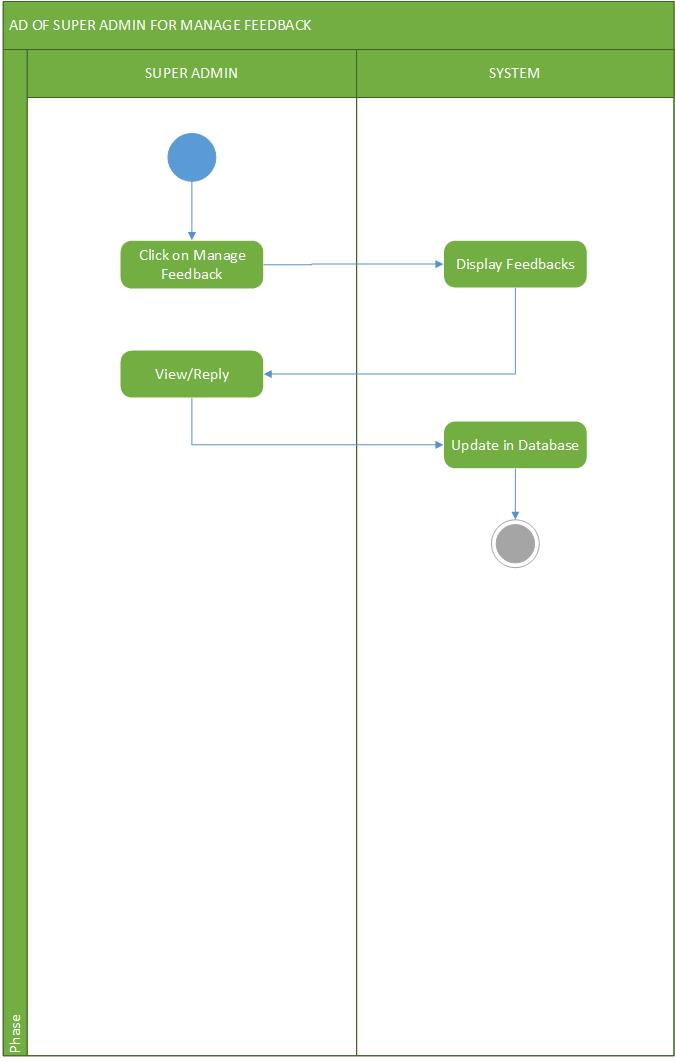 AD OF SUPER ADMIN FOR MANAGE FEEDBACK
SUPER ADMIN
SYSTEM
Click on Manage
Feedback
Display Feedbacks
View/Reply
Update in Database
Phase